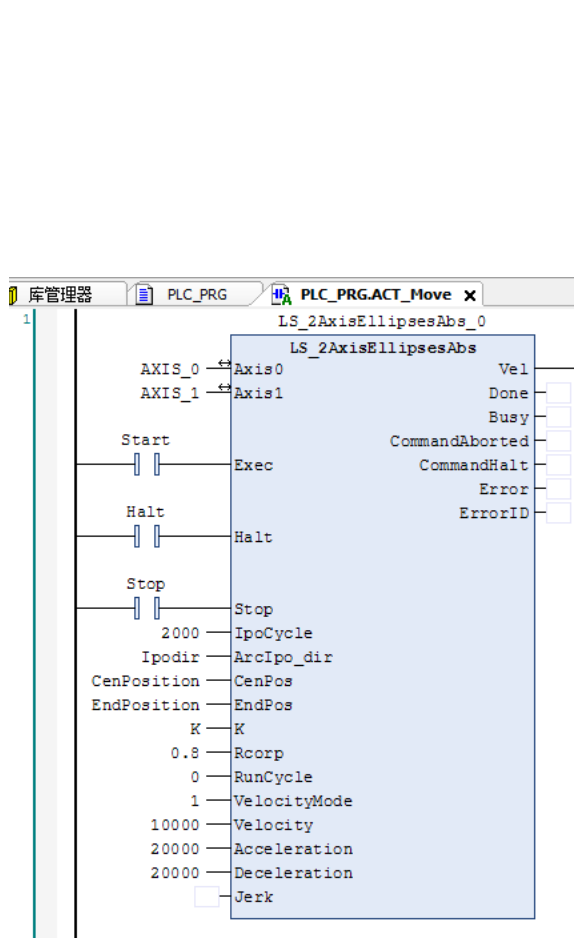 库管理器 PLC_PRG PLC_PRG.ACT_Move x
1 LS_2AxisEllipsesAbs_0
LS_2AxisEllipsesAbs
AXIS_0 Axis0 Vel
AXIS_1 Axis1 Done
Busy
Start CommandAborted
Exec CommandHalt
Error
Halt ErrorID
Halt
Stop
Stop
2000 IpoCycle
Ipodir ArcIpo_dir
CenPosition CenPos
EndPosition EndPos
K K
0.8 Rcorp
0 RunCycle
1 VelocityMode
10000 Velocity
20000 Acceleration
20000 Deceleration
Jerk